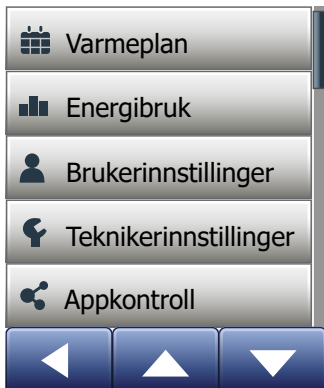 Varmeplan
Energibruk
Brukerinnstillinger
Teknikerinnstillinger
Appkontroll